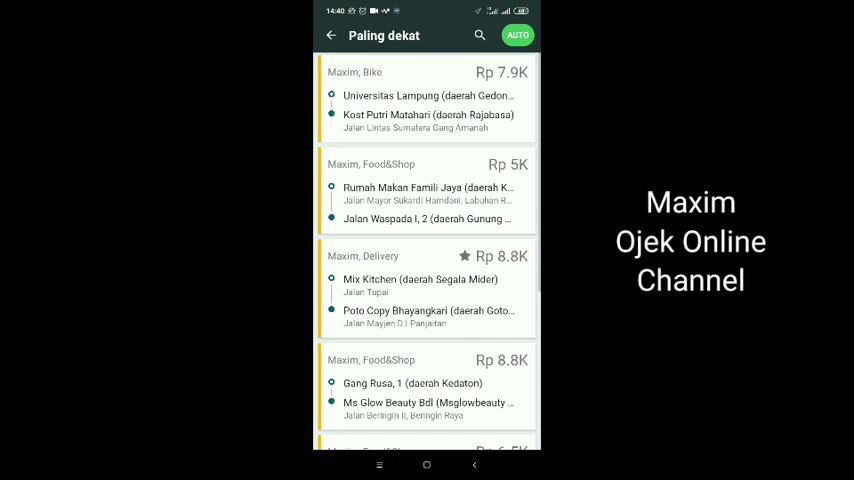 14:40
Paling dekat
AUTO
Maxim, Bike
Rp 7.9K
Universitas Lampung (daerah Gedon...
Kost Putri Matahari (daerah Rajabasa)
Jalan Lintas Sumatera Gang Amanah
Maxim, Food&Shop
Rp 5K
Rumah Makan Famili Jaya (daerah K...
Jalan Mayor Sukardi Hamdani, Labuhan R...
Jalan Waspada I, 2 (daerah Gunung ...
Maxim, Delivery
Rp 8.8K
Mix Kitchen (daerah Segala Mider)
Jalan Tupai
Poto Copy Bhayangkari (daerah Goto...
Jalan Mayjen D I Panjaitan
Maxim, Food&Shop
Rp 8.8K
Gang Rusa, 1 (daerah Kedaton)
Ms Glow Beauty Bdl (Msglowbeauty ...
Jalan Beringin II, Beringin Raya
Maxim
Ojek Online
Channel